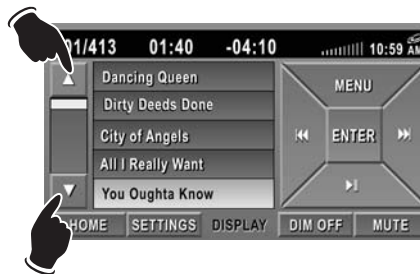 01/413 01:40 -04:10 10:59 AM
Dancing Queen
Dirty Deeds Done
City of Angels
All I Really Want
You Oughta Know
MENU
ENTER
HOME SETTINGS DISPLAY DIM OFF MUTE